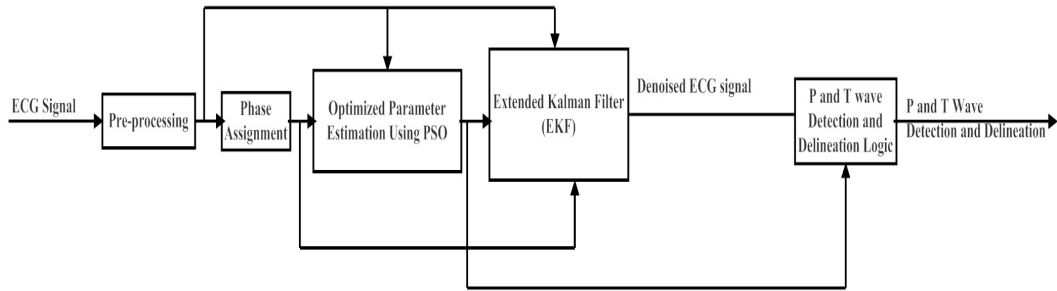 ECG Signal
Pre-processing
Phase
Assignment
Optimized Parameter
Estimation Using PSO
Extended Kalman Filter
(EKF)
Denoised ECG signal
P and T wave
Detection and
Delineation Logic
P and T Wave
Detection and Delineation